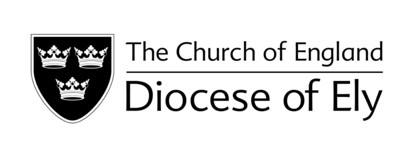 The Church of England
Diocese of Ely